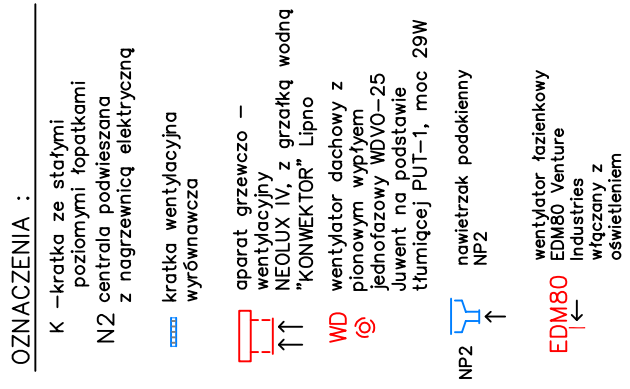 OZNACZENIA :
K -kratka ze stałymi
poziomymi łopatkami
N2 centrala podwieszana
z nagrzewnicą elektryczną
kratka wentylacyjna
wyrównawcza
aparat grzewczo -
wentylacyjny
NEOLUX IV, z grzałką wodną
"KONWEKTOR" Lipno
WD
wentylator dachowy z
pionowym wypłyem
jednofazowy WDVO-25
Juwent na podstawie
tłumiącej PUT-1, moc 29W
NP2
nawietrzak podokienny
NP2
EDM80
wentylator łazienkowy
EDM80 Venture
Industries
włączany z
oświetleniem